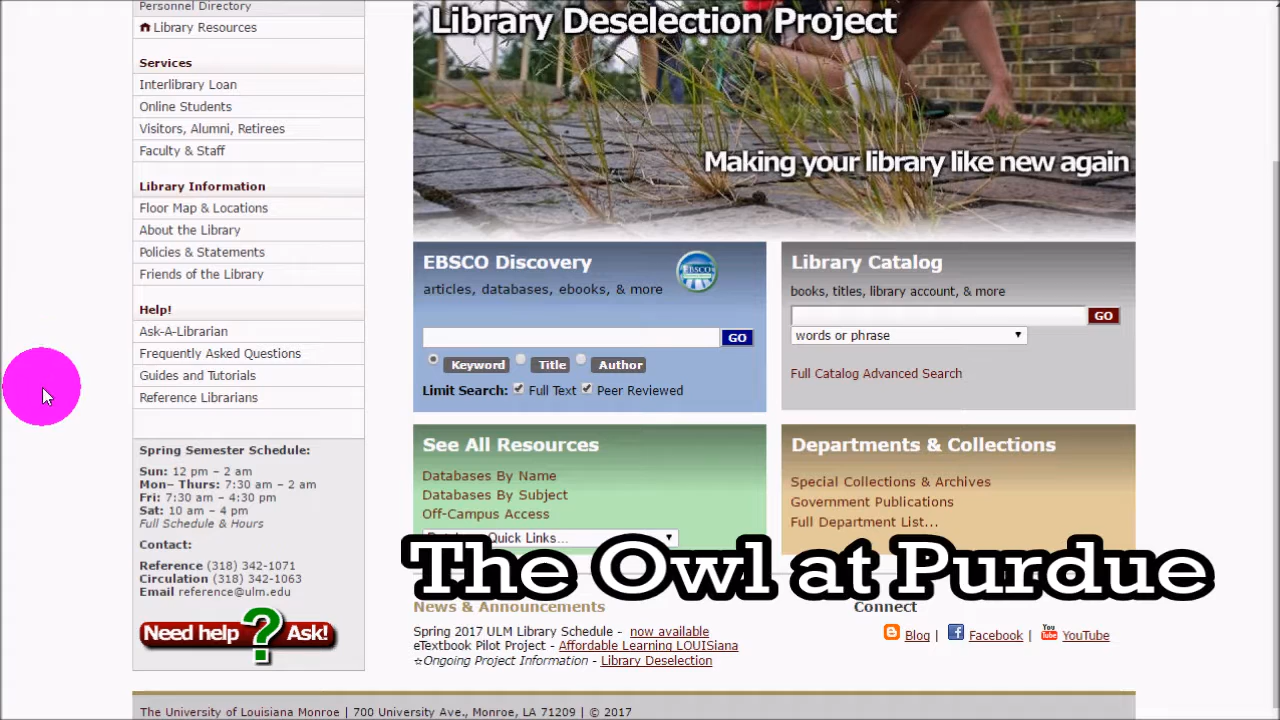 Personnel Directory
Library Resources
Services
Interlibrary Loan
Online Students
Visitors, Alumni, Retirees
Faculty & Staff
Library Information
Floor Map & Locations
About the Library
Policies & Statements
Friends of the Library
Help!
Ask-A-Librarian
Frequently Asked Questions
Guides and Tutorials
Reference Librarians
Spring Semester Schedule:
Sun: 12 pm – 2 am
Mon– Thurs: 7:30 am – 2 am
Fri: 7:30 am – 4:30 pm
Sat: 10 am – 4 pm
Full Schedule & Hours
Contact:
Reference (318) 342-1071
Circulation (318) 342-1063
Email reference@ulm.edu
Need help ? Ask!
Library Deselection Project
Making your library like new again
EBSCO Discovery
EBSCO
articles, databases, ebooks, & more
GO
Keyword Title Author
Limit Search: Full Text Peer Reviewed
Library Catalog
books, titles, library account, & more
GO
words or phrase
Full Catalog Advanced Search
See All Resources
Databases By Name
Databases By Subject
Off-Campus Access
Quick Links...
Departments & Collections
Special Collections & Archives
Government Publications
Full Department List...
The Owl at Purdue
News & Announcements
Spring 2017 ULM Library Schedule - now available
eTextbook Pilot Project - Affordable Learning LOUISiana
☆Ongoing Project Information - Library Deselection
Connect
Blog | Facebook | You Tube YouTube
The University of Louisiana Monroe | 700 University Ave., Monroe, LA 71209 | © 2017